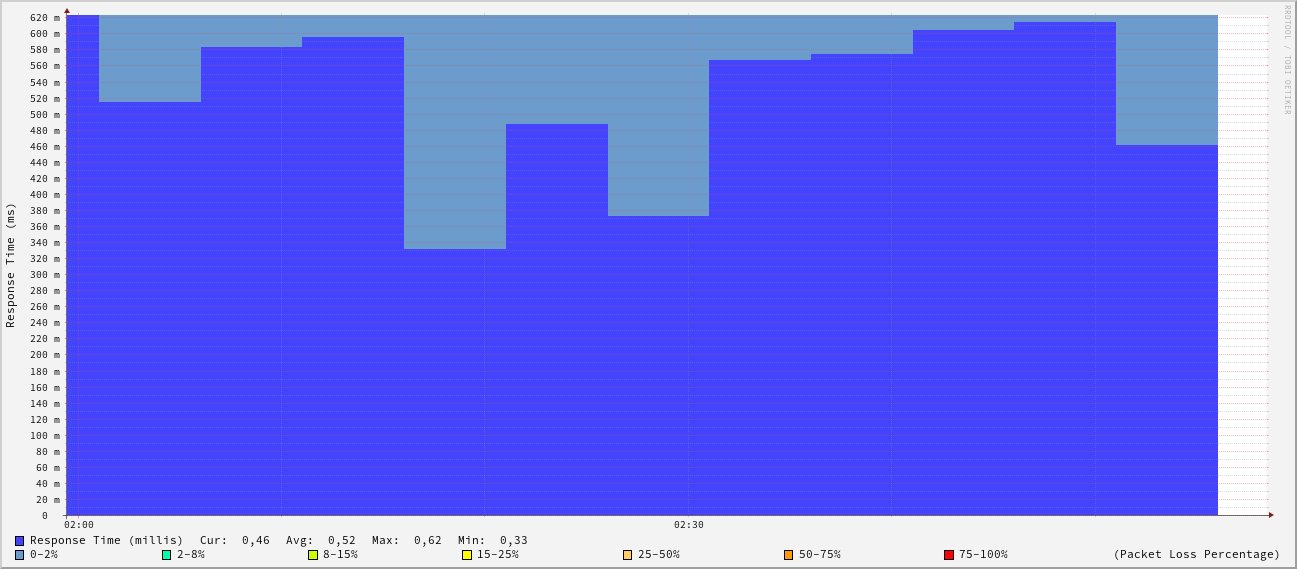 RRDTOOL / TOBI OETIKER
Response Time (ms)
620 m
600 m
580 m
560 m
540 m
520 m
500 m
480 m
460 m
440 m
420 m
400 m
380 m
360 m
340 m
320 m
300 m
280 m
260 m
240 m
220 m
200 m
180 m
160 m
140 m
120 m
100 m
80 m
60 m
40 m
20 m
0
02:00 02:30
Response Time (millis) Cur: 0,46 Avg: 0,52 Max: 0,62 Min: 0,33
0-2% 2-8% 8-15% 15-25% 25-50% 50-75% 75-100% (Packet Loss Percentage)